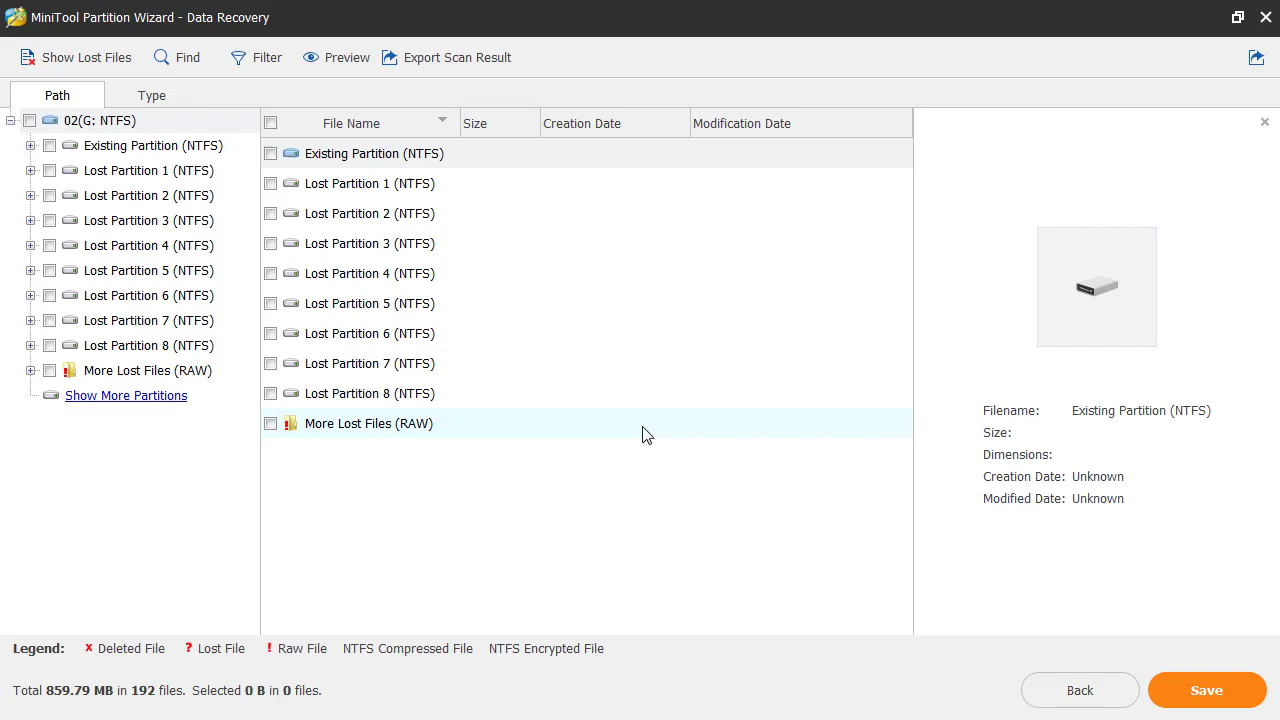 MiniTool Partition Wizard - Data Recovery
Show Lost Files Find Filter Preview Export Scan Result
Path Type
02(G: NTFS)
Existing Partition (NTFS)
Lost Partition 1 (NTFS)
Lost Partition 2 (NTFS)
Lost Partition 3 (NTFS)
Lost Partition 4 (NTFS)
Lost Partition 5 (NTFS)
Lost Partition 6 (NTFS)
Lost Partition 7 (NTFS)
Lost Partition 8 (NTFS)
More Lost Files (RAW)
Show More Partitions
File Name Size Creation Date Modification Date
Existing Partition (NTFS)
Lost Partition 1 (NTFS)
Lost Partition 2 (NTFS)
Lost Partition 3 (NTFS)
Lost Partition 4 (NTFS)
Lost Partition 5 (NTFS)
Lost Partition 6 (NTFS)
Lost Partition 7 (NTFS)
Lost Partition 8 (NTFS)
More Lost Files (RAW)
Filename: Existing Partition (NTFS)
Size:
Dimensions:
Creation Date: Unknown
Modified Date: Unknown
Legend: x Deleted File ? Lost File ! Raw File NTFS Compressed File NTFS Encrypted File
Total 859.79 MB in 192 files. Selected 0 B in 0 files.
Back Save